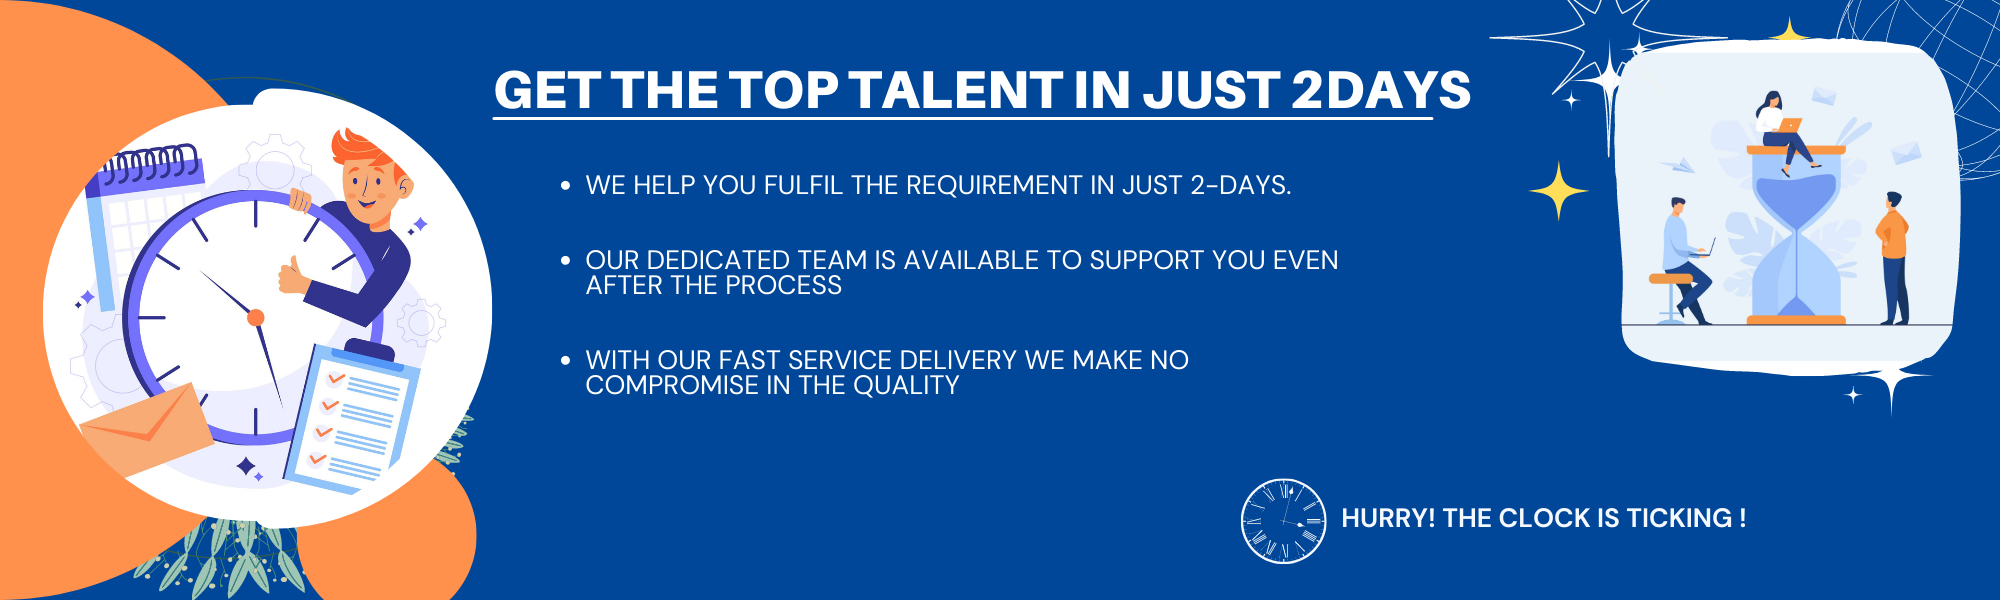 GET THE TOP TALENT IN JUST 2DAYS
• WE HELP YOU FULFIL THE REQUIREMENT IN JUST 2-DAYS.
• OUR DEDICATED TEAM IS AVAILABLE TO SUPPORT YOU EVEN
AFTER THE PROCESS
• WITH OUR FAST SERVICE DELIVERY WE MAKE NO
COMPROMISE IN THE QUALITY
HURRY! THE CLOCK IS TICKING !